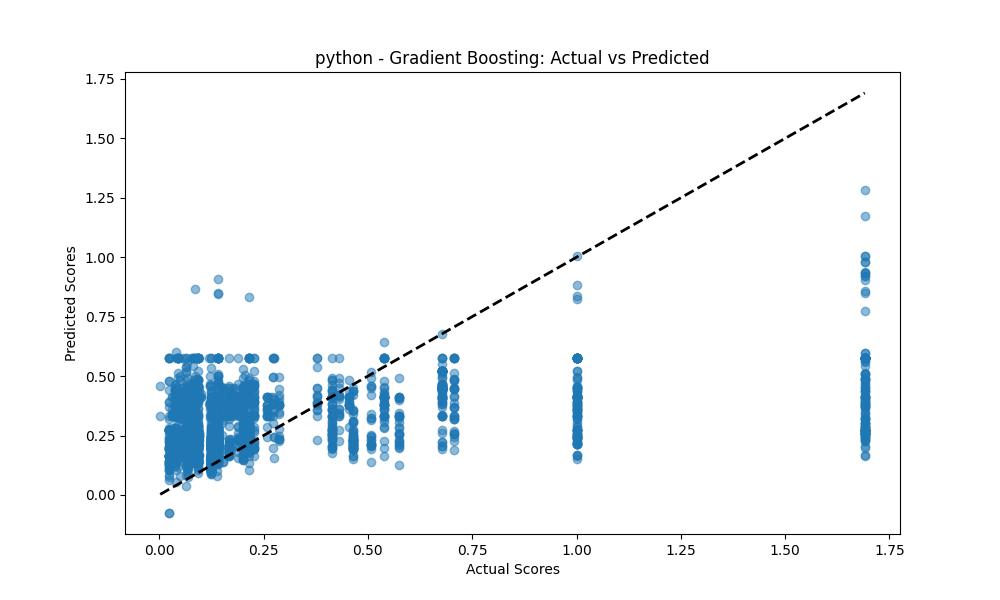 python - Gradient Boosting: Actual vs Predicted
1.75
1.50
1.25
1.00
0.75
0.50
0.25
0.00
Predicted Scores
0.00 0.25 0.50 0.75 1.00 1.25 1.50 1.75
Actual Scores